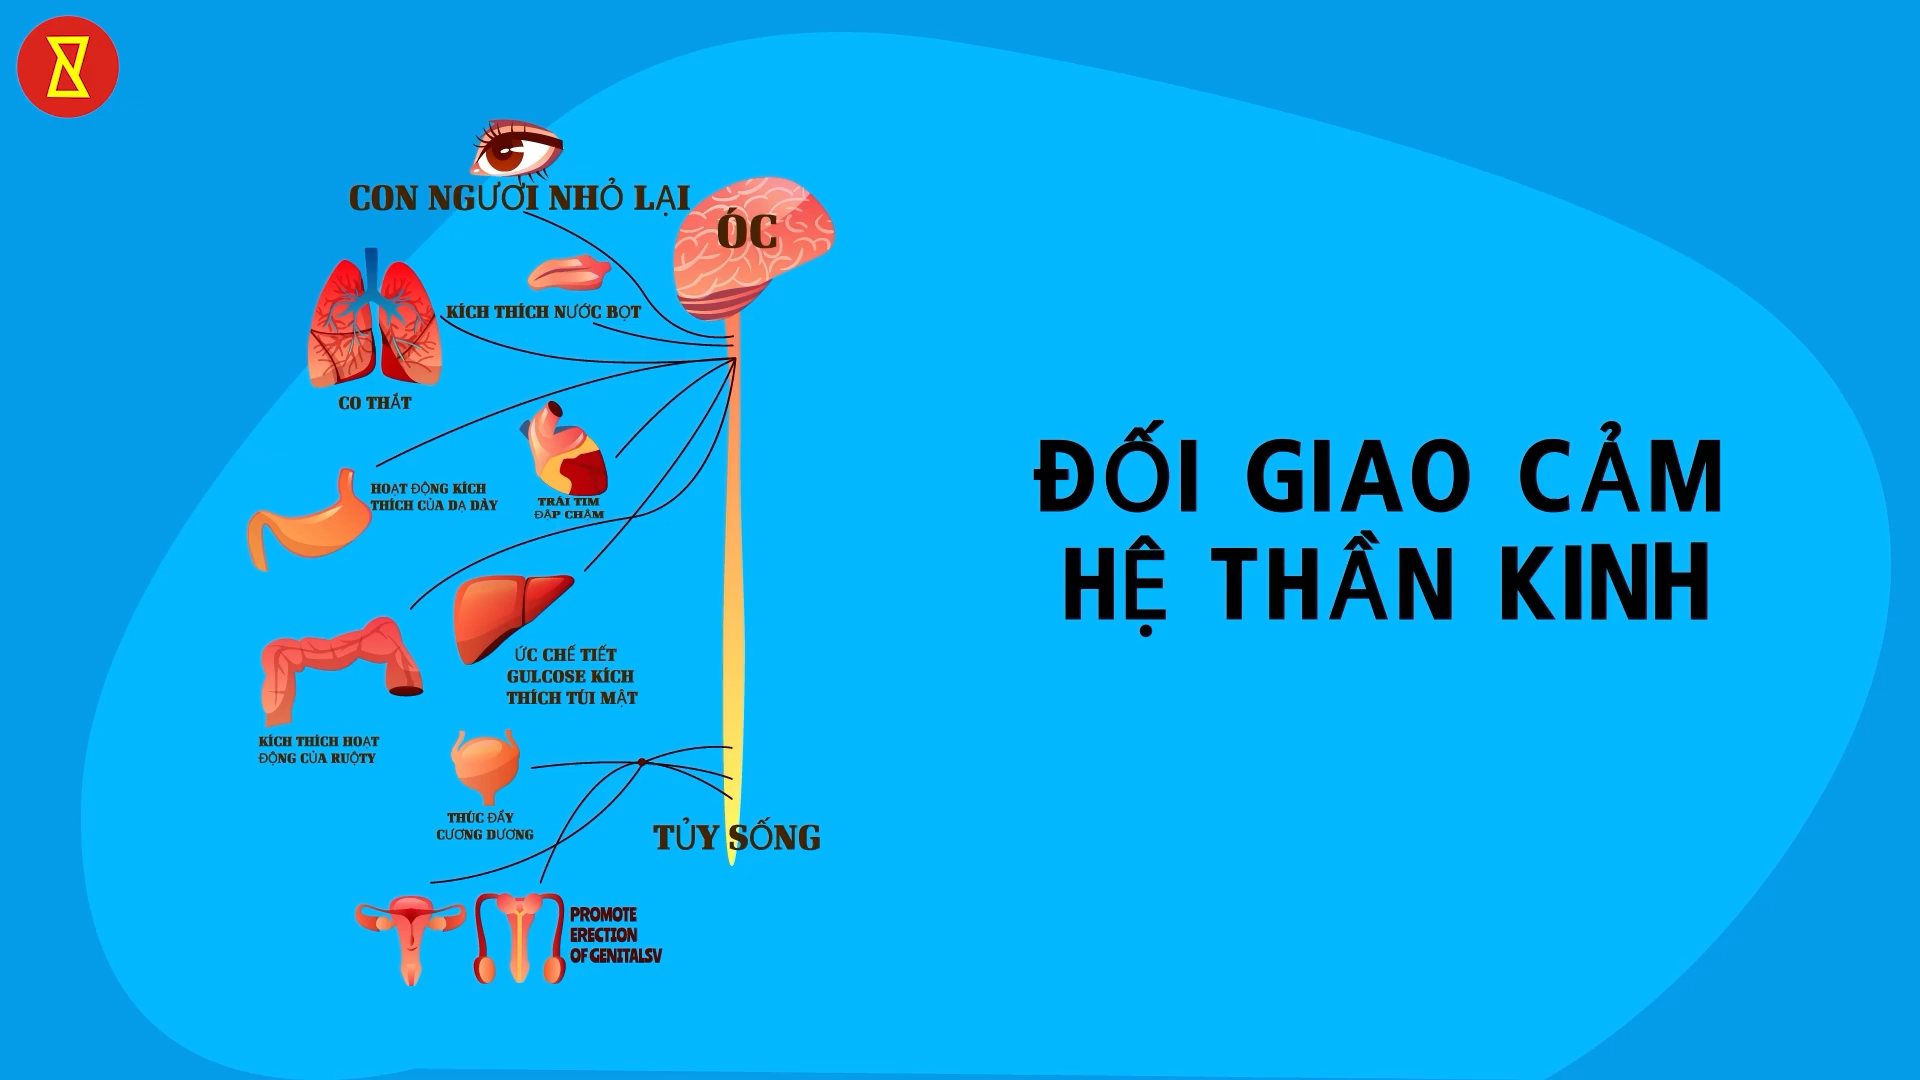 CON NGƯƠI NHỎ LẠI
ÓC
KÍCH THÍCH NƯỚC BỌT
CO THẮT
HOẠT ĐỘNG KÍCH
THÍCH CỦA DẠ DÀY
TRÁI TIM
ĐẬP CHẬM
ĐỐI GIAO CẢM
HỆ THẦN KINH
ỨC CHẾ TIẾT
GULCOSE KÍCH
THÍCH TÚI MẬT
KÍCH THÍCH HOẠT
ĐỘNG CỦA RUỘTY
THÚC ĐẨY
CƯƠNG DƯƠNG
TỦY SỐNG
PROMOTE
ERECTION
OF GENITALSV